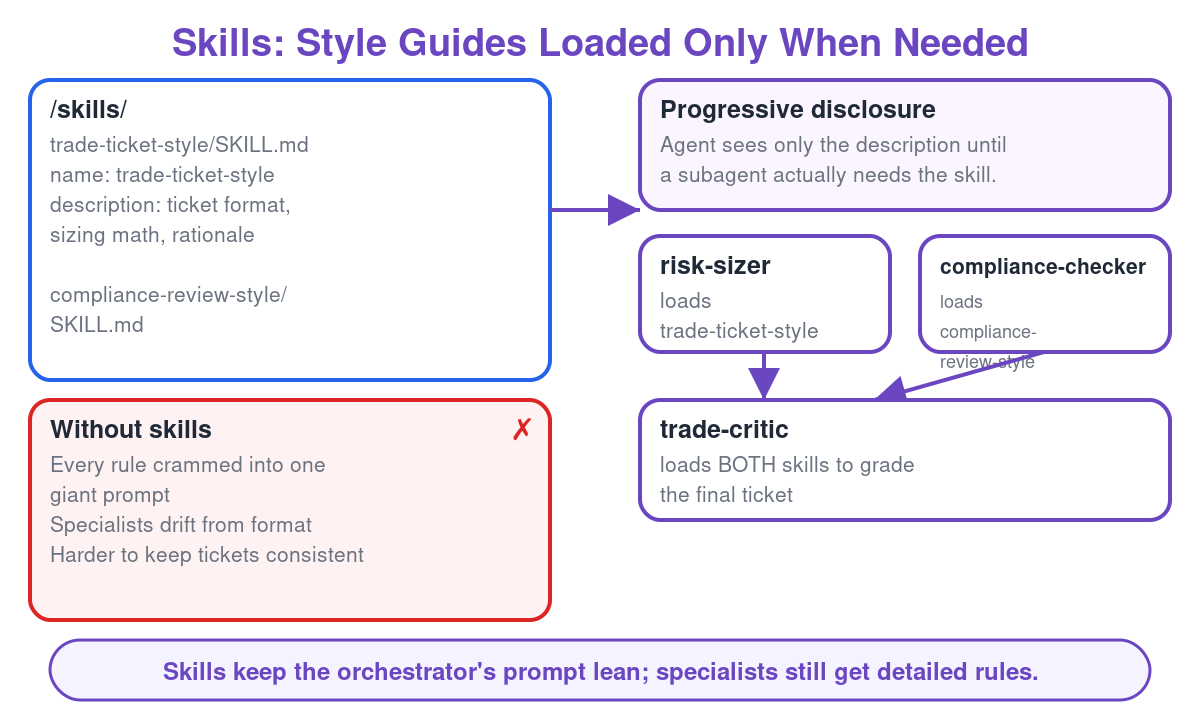 Skills: Style Guides Loaded Only When Needed
/skills/
trade-ticket-style/SKILL.md
name: trade-ticket-style
description: ticket format,
sizing math, rationale
compliance-review-style/
SKILL.md
Progressive disclosure
Agent sees only the description until
a subagent actually needs the skill.
risk-sizer
loads
trade-ticket-style
compliance-checker
loads
compliance-
review-style
Without skills
✗
Every rule crammed into one
giant prompt
Specialists drift from format
Harder to keep tickets consistent
trade-critic
loads BOTH skills to grade
the final ticket
Skills keep the orchestrator's prompt lean; specialists still get detailed rules.